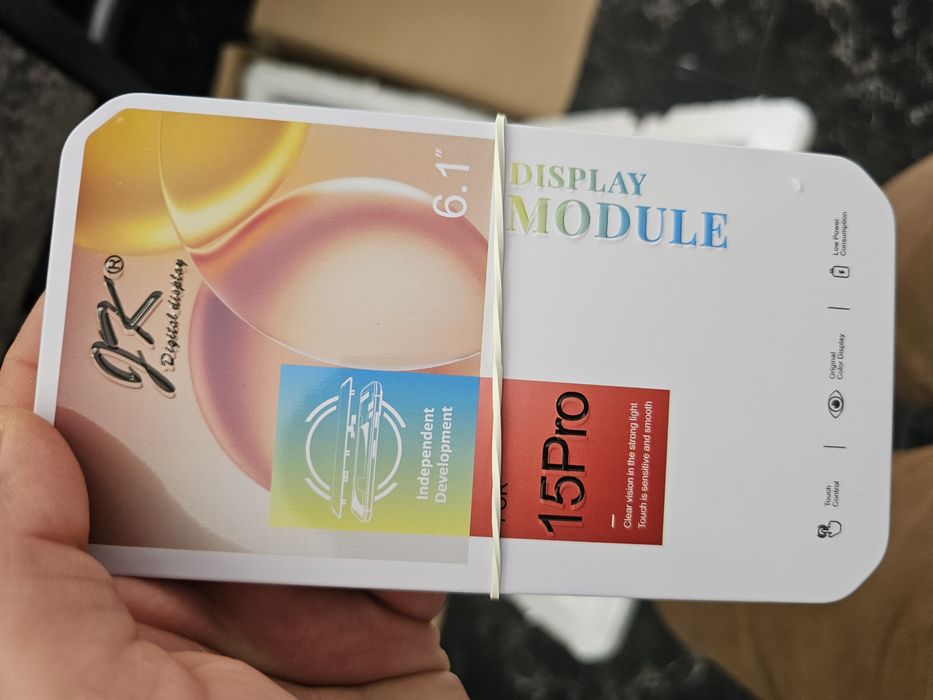 JK®
Digital display
6.1"
DISPLAY
MODULE
Independent
Development
15Pro
Clear vision in the strong light
Touch is sensitive and smooth
Touch
Control
Original
Color Display
Low Power
Consumption